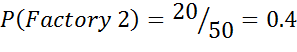 P(Factory 2) = 20/50 = 0.4